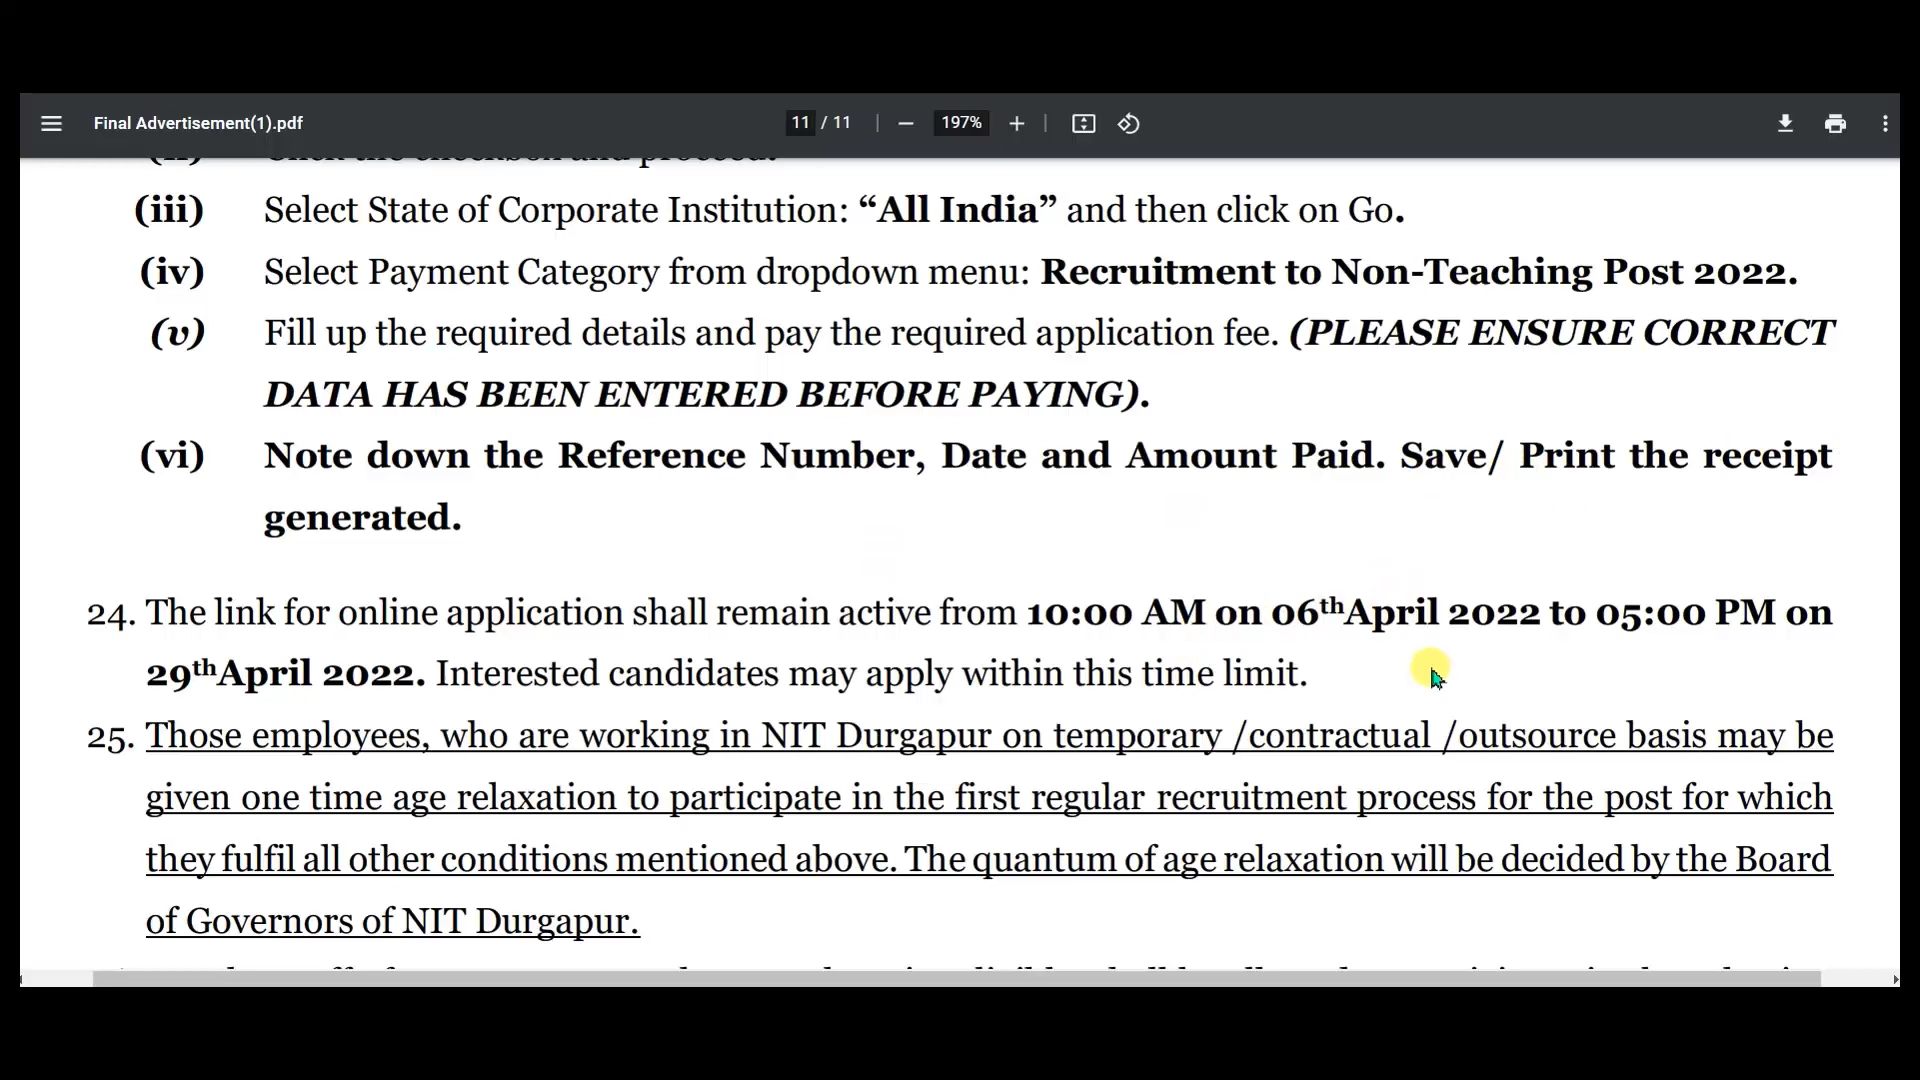 Final Advertisement(1).pdf
11 / 11
197%
(ii) Click the checkbox and proceed.
(iii) Select State of Corporate Institution: “All India” and then click on Go.
(iv) Select Payment Category from dropdown menu: Recruitment to Non-Teaching Post 2022.
(v) Fill up the required details and pay the required application fee. (PLEASE ENSURE CORRECT
DATA HAS BEEN ENTERED BEFORE PAYING).
(vi) Note down the Reference Number, Date and Amount Paid. Save/ Print the receipt
generated.
24. The link for online application shall remain active from 10:00 AM on 06thApril 2022 to 05:00 PM on
29thApril 2022. Interested candidates may apply within this time limit.
25. Those employees, who are working in NIT Durgapur on temporary /contractual /outsource basis may be
given one time age relaxation to participate in the first regular recruitment process for the post for which
they fulfil all other conditions mentioned above. The quantum of age relaxation will be decided by the Board
of Governors of NIT Durgapur.